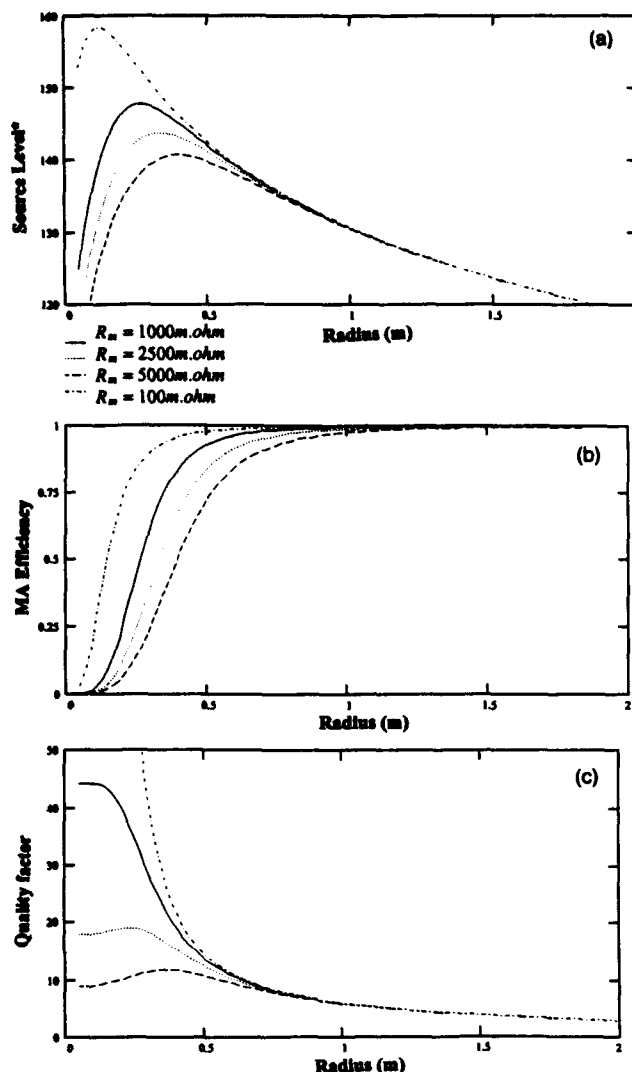 (a)
160
150
140
130
120
Source Level*
0 0.5 1 1.5
Radius (m)
R_m = 1000m.ohm
R_m = 2500m.ohm
R_m = 5000m.ohm
R_m = 100m.ohm
(b)
1
0.75
0.5
0.25
0
MA Efficiency
0 0.5 1 1.5 2
Radius (m)
(c)
50
40
30
20
10
0
Quality factor
0 0.5 1 1.5 2
Radius (m)